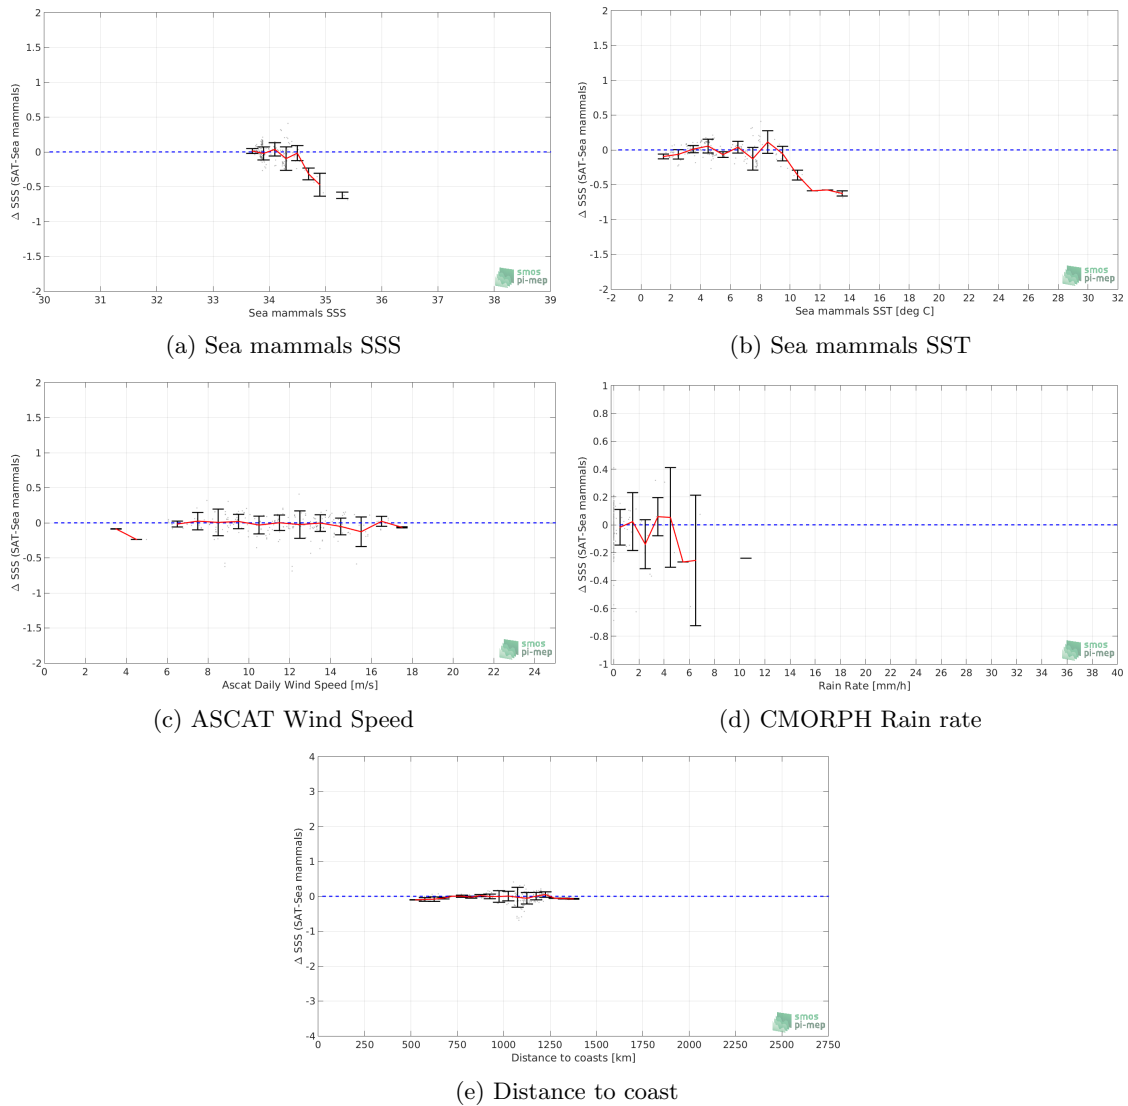 2
1.5
1
0.5
0
-0.5
-1
-1.5
-2
Δ SSS (SAT-Sea mammals)
30 31 32 33 34 35 36 37 38 39
Sea mammals SSS
smos
pi-mep
(a) Sea mammals SSS
2
1.5
1
0.5
0
-0.5
-1
-1.5
-2
Δ SSS (SAT-Sea mammals)
-2 0 2 4 6 8 10 12 14 16 18 20 22 24 26 28 30 32
Sea mammals SST [deg C]
smos
pi-mep
(b) Sea mammals SST
2
1.5
1
0.5
0
-0.5
-1
-1.5
-2
Δ SSS (SAT-Sea mammals)
0 2 4 6 8 10 12 14 16 18 20 22 24
Ascat Daily Wind Speed [m/s]
smos
pi-mep
(c) ASCAT Wind Speed
1
0.8
0.6
0.4
0.2
0
-0.2
-0.4
-0.6
-0.8
-1
Δ SSS (SAT-Sea mammals)
0 2 4 6 8 10 12 14 16 18 20 22 24 26 28 30 32 34 36 38 40
Rain Rate [mm/h]
smos
pi-mep
(d) CMORPH Rain rate
4
3
2
1
0
-1
-2
-3
-4
Δ SSS (SAT-Sea mammals)
0 250 500 750 1000 1250 1500 1750 2000 2250 2500 2750
Distance to coasts [km]
smos
pi-mep
(e) Distance to coast